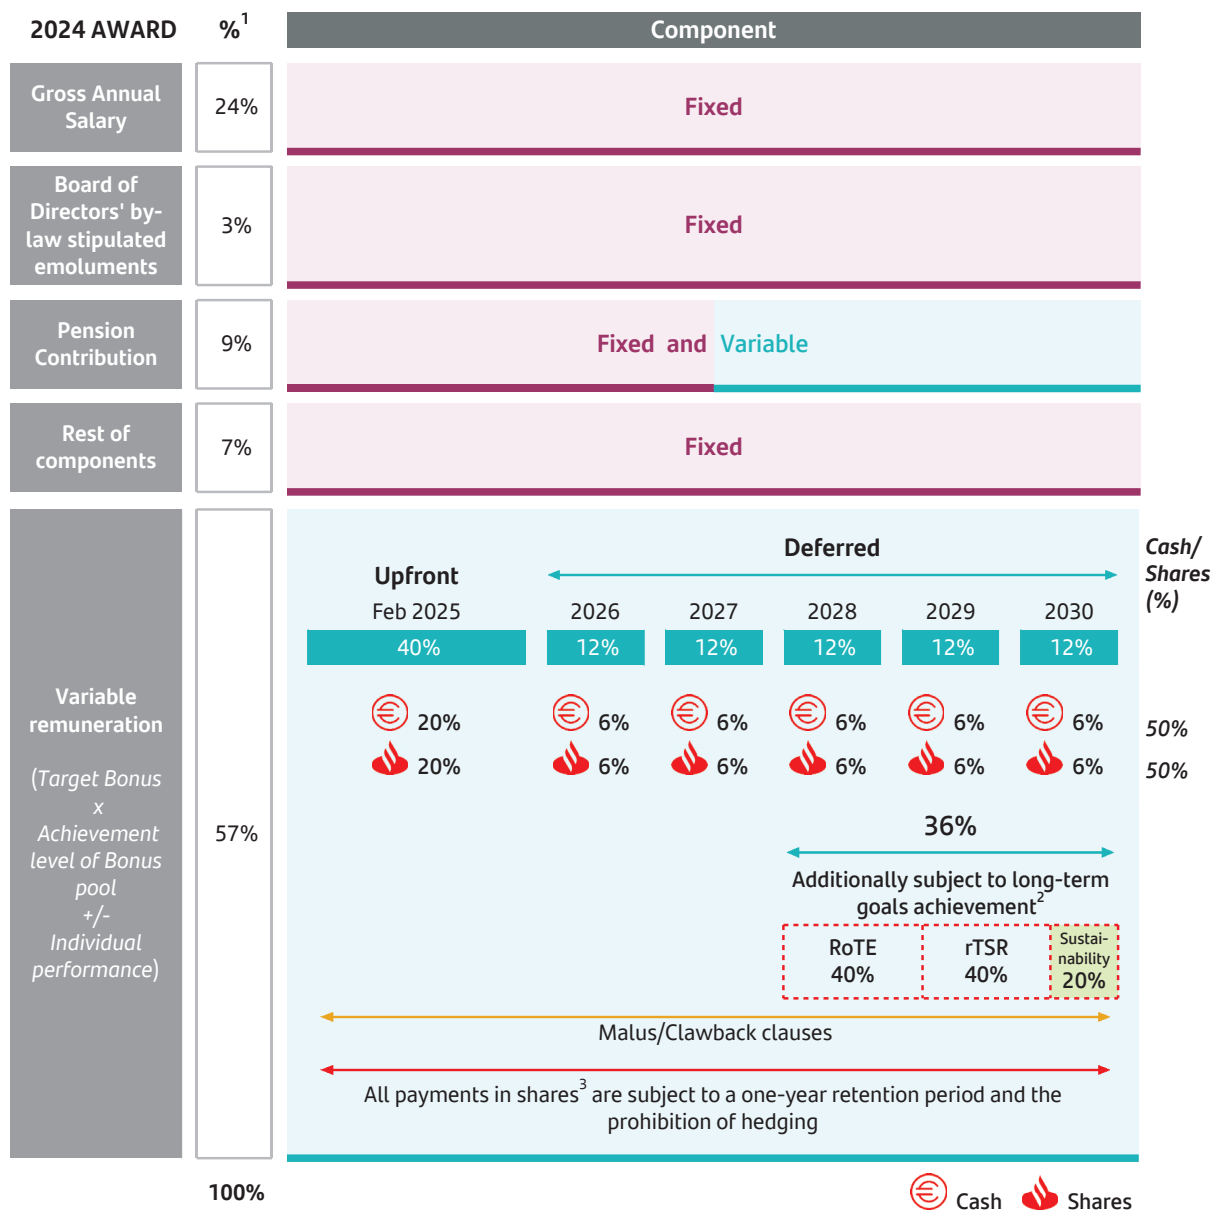 2024 AWARD %1 Component
Gross Annual
Salary
24%
Fixed
Board of
Directors' by-
law stipulated
emoluments
3%
Fixed
Pension
Contribution
9%
Fixed and Variable
Rest of
components
7%
Fixed
Variable
remuneration
(Target Bonus
x
Achievement
level of Bonus
pool
+/-
Individual
performance)
57%
Deferred
Cash/
Shares
(%)
Upfront
Feb 2025 2026 2027 2028 2029 2030
40% 12% 12% 12% 12% 12%
20% 6% 6% 6% 6% 6% 50%
20% 6% 6% 6% 6% 6% 50%
36%
Additionally subject to long-term
goals achievement2
RoTE
40%
rTSR
40%
Sustai-
nability
20%
Malus/Clawback clauses
All payments in shares3 are subject to a one-year retention period and the
prohibition of hedging
100%
Cash Shares